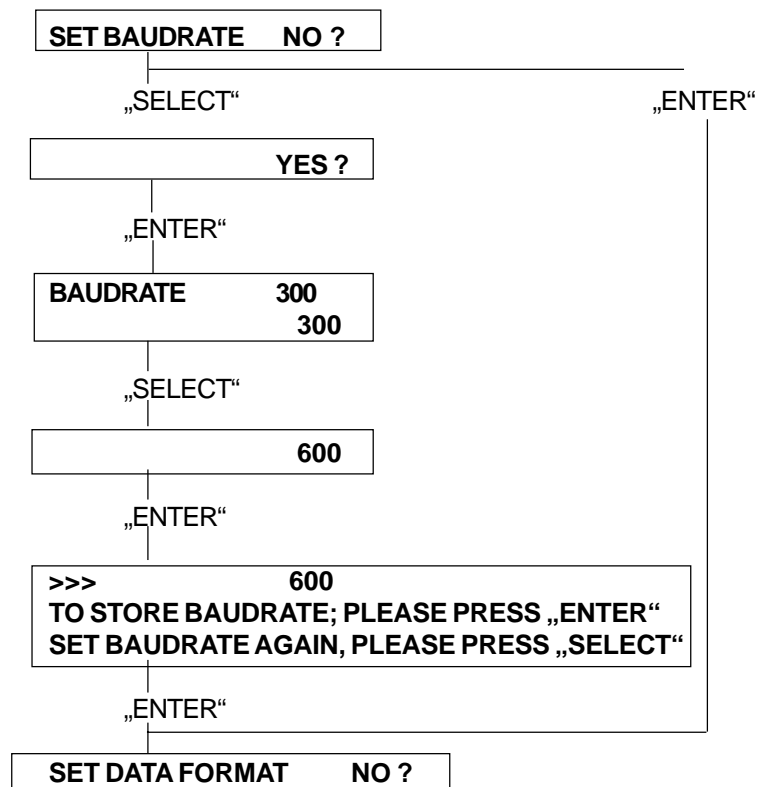 SET BAUDRATE NO ?
„SELECT“ „ENTER“
YES ?
„ENTER“
BAUDRATE 300
300
„SELECT“
600
„ENTER“
>>> 600
TO STORE BAUDRATE; PLEASE PRESS „ENTER“
SET BAUDRATE AGAIN, PLEASE PRESS „SELECT“
„ENTER“
SET DATA FORMAT NO ?